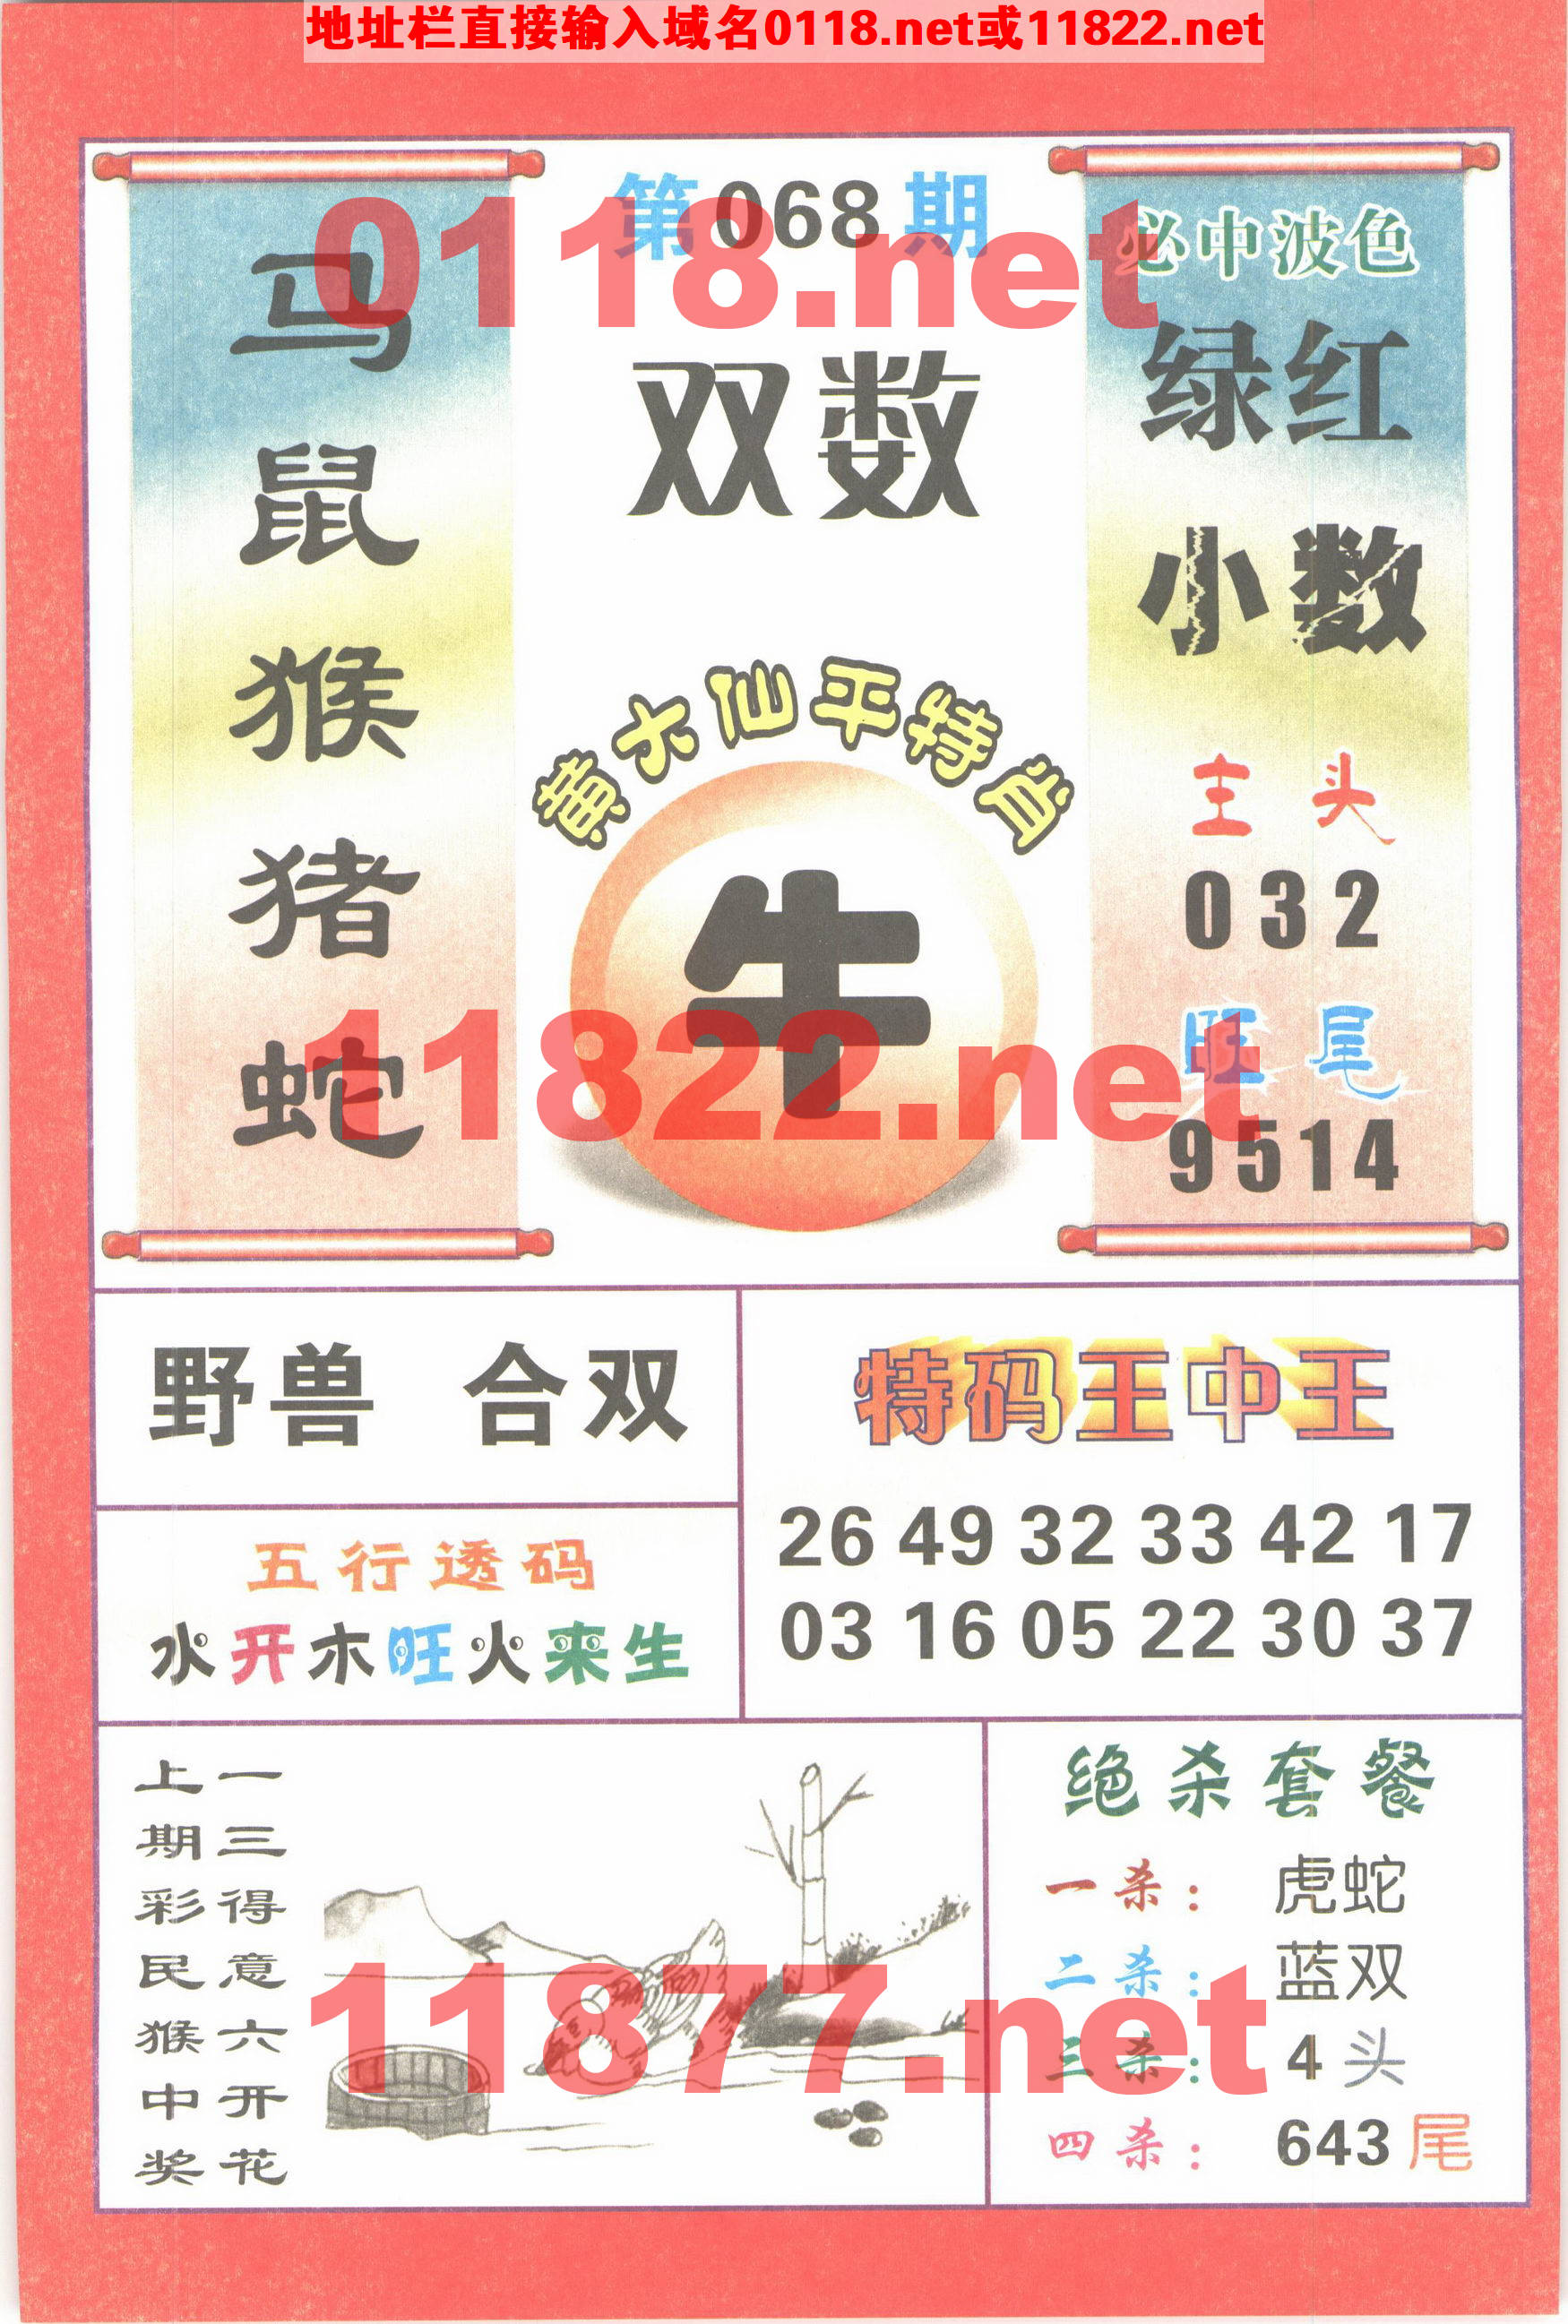 地址栏直接输入域名0118.net或11822.net
第068期
0118.net
马
鼠
猴
猪
蛇
双数
黄大仙平特肖
牛
必中波色
绿红
小数
主头
032
旺尾
9514
11822.net
野兽 合双
五行透码
水开木旺火来生
特码王中王
26 49 32 33 42 17
03 16 05 22 30 37
一三得意六开花
上期彩民猴中奖
11877.net
绝杀套餐
一杀：虎蛇
二杀：蓝双
三杀：4头
四杀：643尾